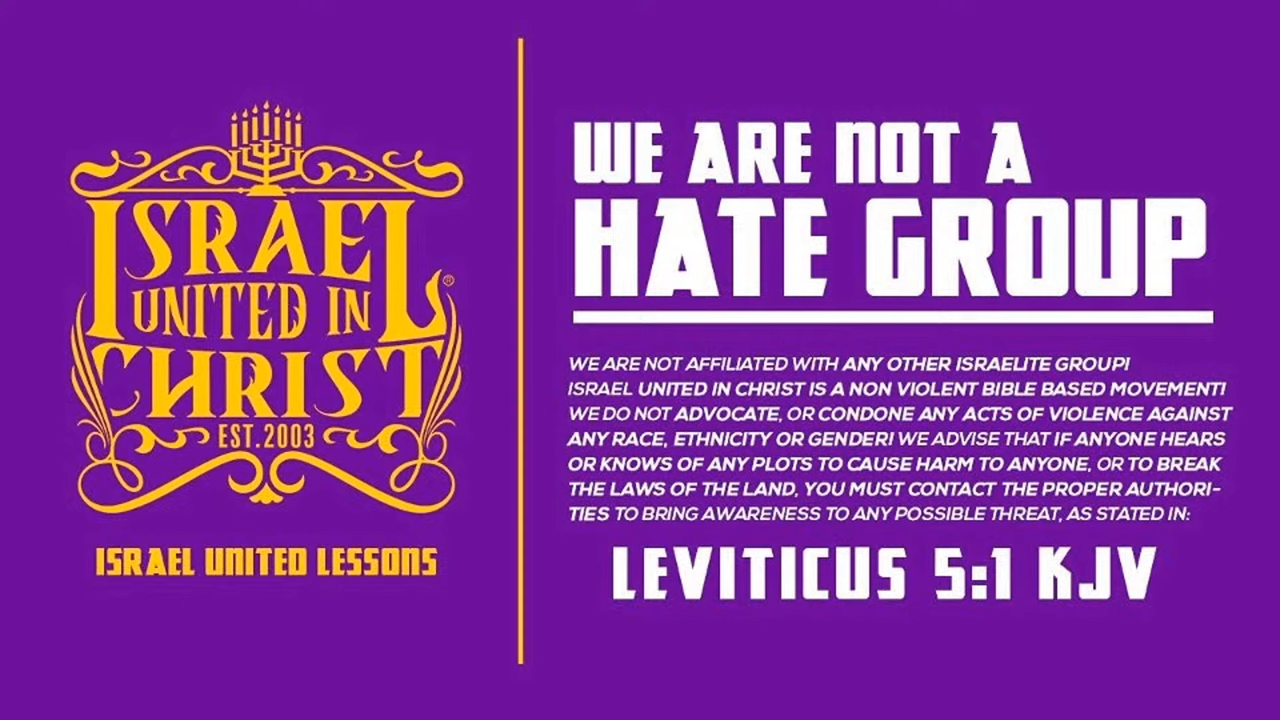 ISRAEL
UNITED IN
CHRIST
EST.2003
ISRAEL UNITED LESSONS
WE ARE NOT A
HATE GROUP
WE ARE NOT AFFILIATED WITH ANY OTHER ISRAELITE GROUP!
ISRAEL UNITED IN CHRIST IS A NON VIOLENT BIBLE BASED MOVEMENT!
WE DO NOT ADVOCATE, OR CONDONE ANY ACTS OF VIOLENCE AGAINST
ANY RACE, ETHNICITY OR GENDER! WE ADVISE THAT IF ANYONE HEARS
OR KNOWS OF ANY PLOTS TO CAUSE HARM TO ANYONE, OR TO BREAK
THE LAWS OF THE LAND, YOU MUST CONTACT THE PROPER AUTHORI-
TIES TO BRING AWARENESS TO ANY POSSIBLE THREAT, AS STATED IN:
LEVITICUS 5:1 KJV